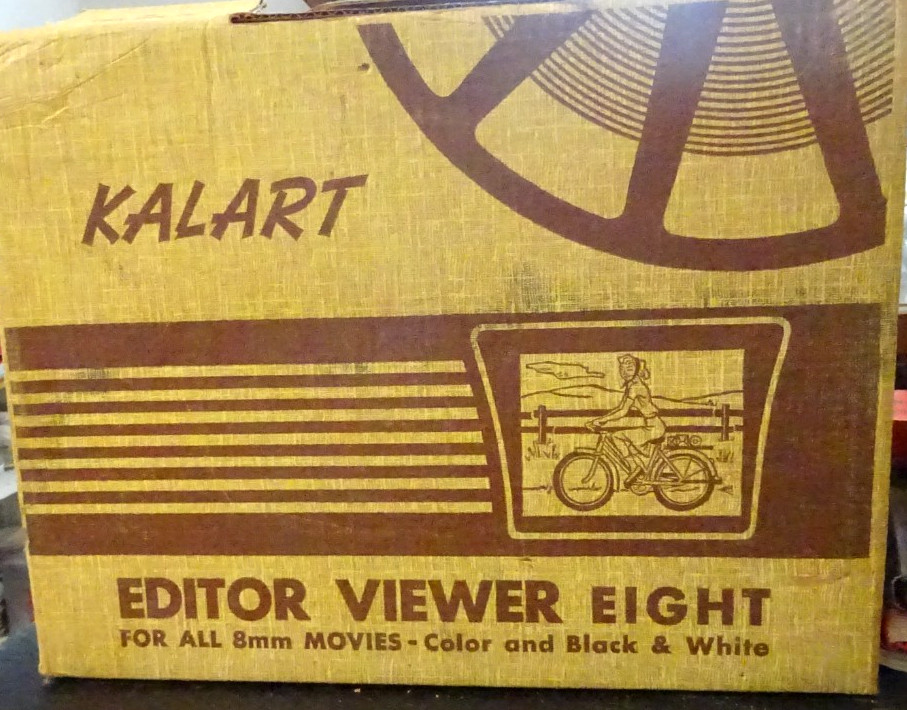 KALART
EDITOR VIEWER EIGHT
FOR ALL 8mm MOVIES - Color and Black & White